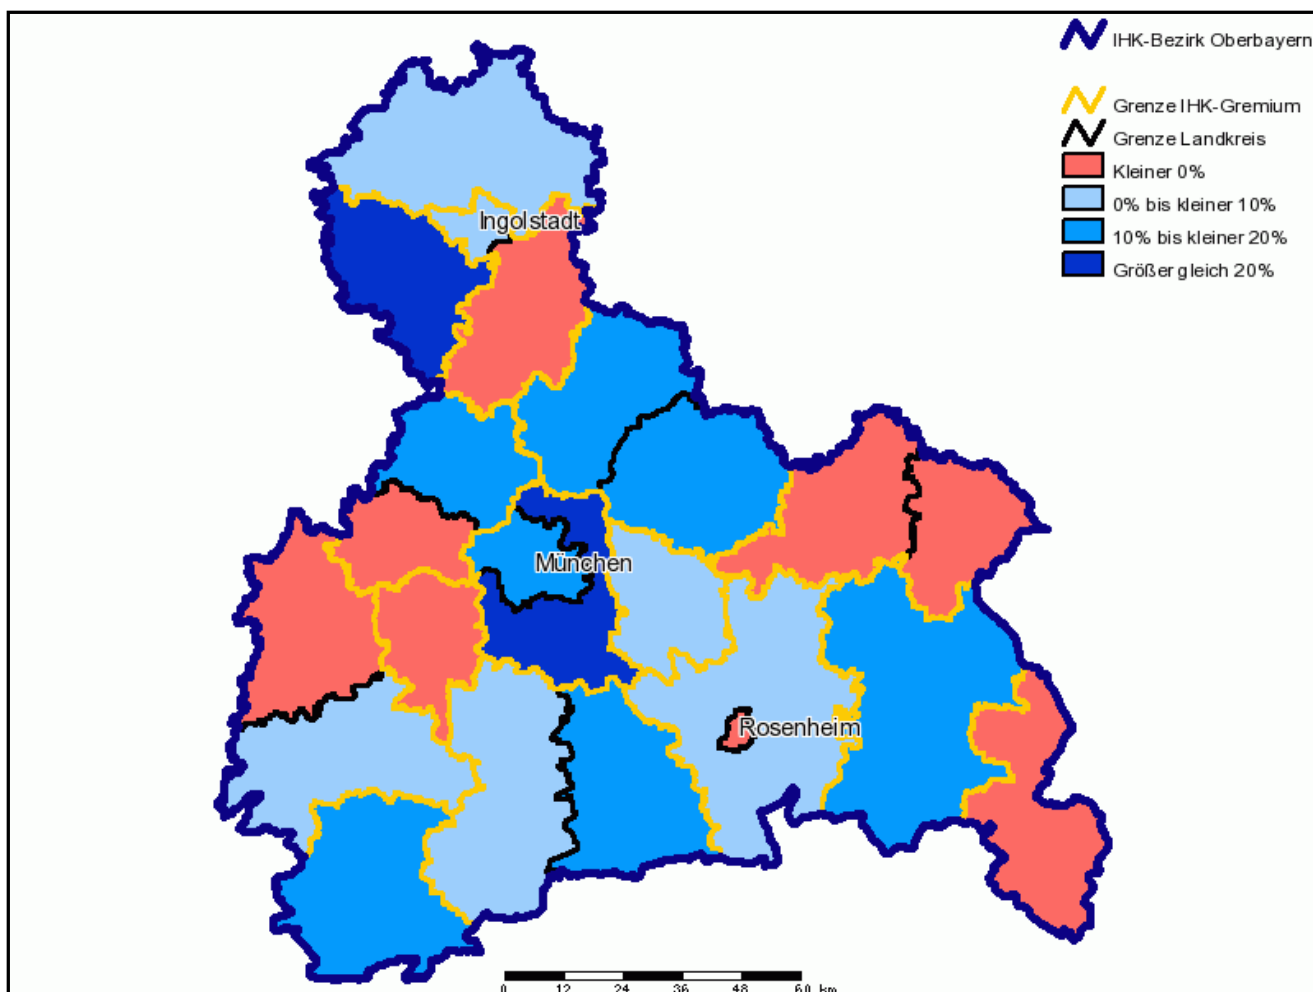 IHK-Bezirk Oberbayern
Grenze IHK-Gremium
Grenze Landkreis
Kleiner 0%
0% bis kleiner 10%
10% bis kleiner 20%
Größer gleich 20%
Ingolstadt
München
Rosenheim
0 12 24 36 48 60 km